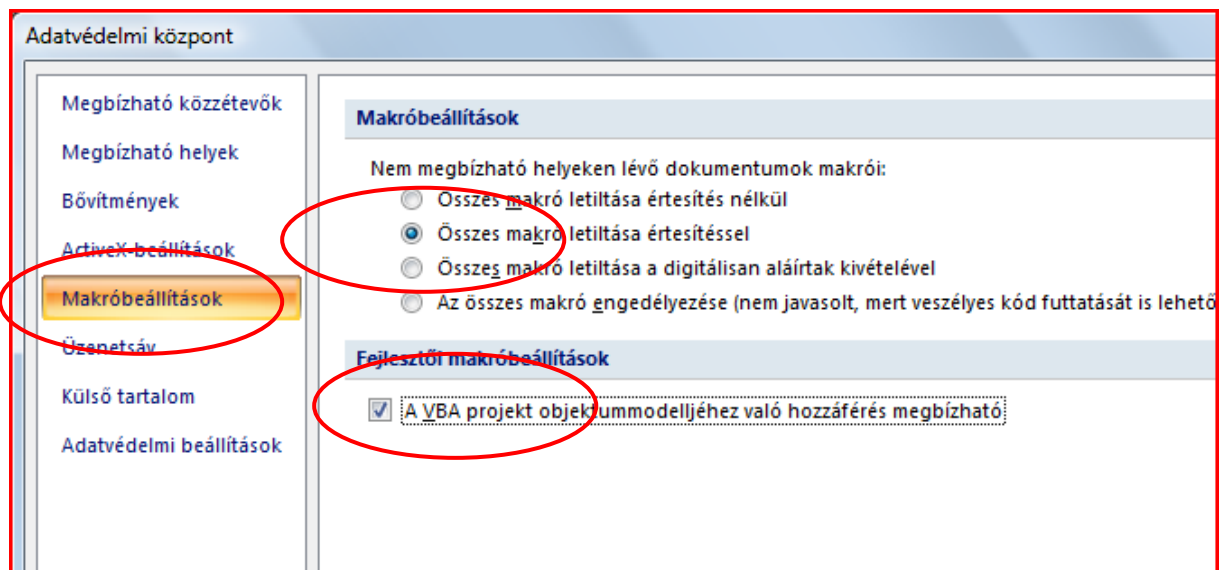 Adatvédelmi központ
Megbízható közzétevők
Megbízható helyek
Bővítmények
ActiveX-beállítások
Makróbeállítások
Üzenetsáv
Külső tartalom
Adatvédelmi beállítások
Makróbeállítások
Nem megbízható helyeken lévő dokumentumok makrói:
Összes makró letiltása értesítés nélkül
Összes makró letiltása értesítéssel
Összes makró letiltása a digitálisan aláírtak kivételével
Az összes makró engedélyezése (nem javasolt, mert veszélyes kód futtatását is lehető
Fejlesztői makróbeállítások
A VBA projekt objektummodelljéhez való hozzáférés megbízható